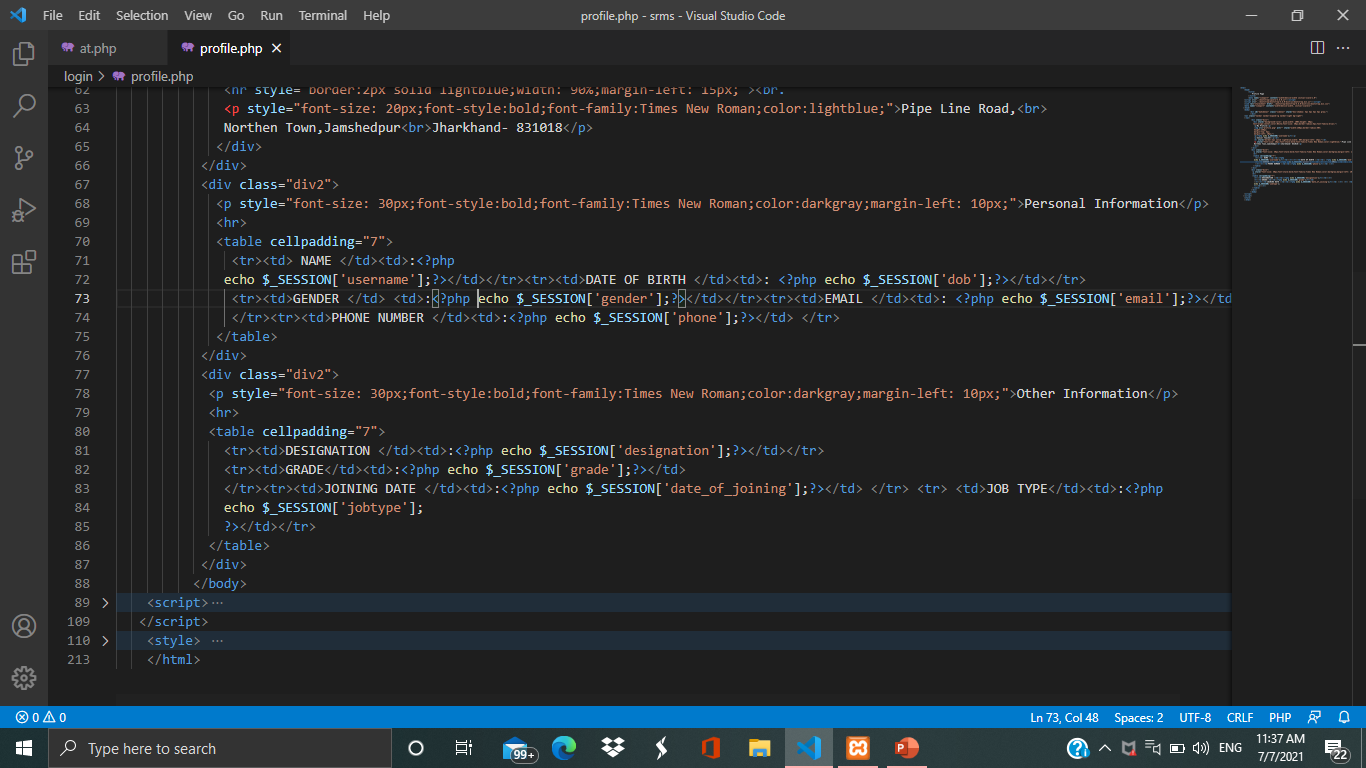 File Edit Selection View Go Run Terminal Help profile.php - srms - Visual Studio Code
at.php profile.php
login > profile.php
62 <hr style="border:2px solid lightblue;width: 90%;margin-left: 15px;"><br>
63 <p style="font-size: 20px;font-style:bold;font-family:Times New Roman;color:lightblue;">Pipe Line Road,<br>
64 Northen Town,Jamshedpur<br>Jharkhand- 831018</p>
65 </div>
66 </div>
67 <div class="div2">
68 <p style="font-size: 30px;font-style:bold;font-family:Times New Roman;color:darkgray;margin-left: 10px;">Personal Information</p>
69 <hr>
70 <table cellpadding="7">
71 <tr><td> NAME </td><td>:<?php
72 echo $_SESSION['username'];?></td></tr><tr><td>DATE OF BIRTH </td><td>: <?php echo $_SESSION['dob'];?></td></tr>
73 <tr><td>GENDER </td> <td>:<?php echo $_SESSION['gender'];?></td></tr><tr><td>EMAIL </td><td>: <?php echo $_SESSION['email'];?></td
74 </tr><tr><td>PHONE NUMBER </td><td>:<?php echo $_SESSION['phone'];?></td> </tr>
75 </table>
76 </div>
77 <div class="div2">
78 <p style="font-size: 30px;font-style:bold;font-family:Times New Roman;color:darkgray;margin-left: 10px;">Other Information</p>
79 <hr>
80 <table cellpadding="7">
81 <tr><td>DESIGNATION </td><td>:<?php echo $_SESSION['designation'];?></td></tr>
82 <tr><td>GRADE</td><td>:<?php echo $_SESSION['grade'];?></td>
83 </tr><tr><td>JOINING DATE </td><td>:<?php echo $_SESSION['date_of_joining'];?></td> </tr> <tr> <td>JOB TYPE</td><td>:<?php
84 echo $_SESSION['jobtype'];
85 ?></td></tr>
86 </table>
87 </div>
88 </body>
89 <script>…
109 </script>
110 <style> …
213 </html>
0 0 Ln 73, Col 48 Spaces: 2 UTF-8 CRLF PHP
Type here to search 99+ ENG 11:37 AM
7/7/2021 22